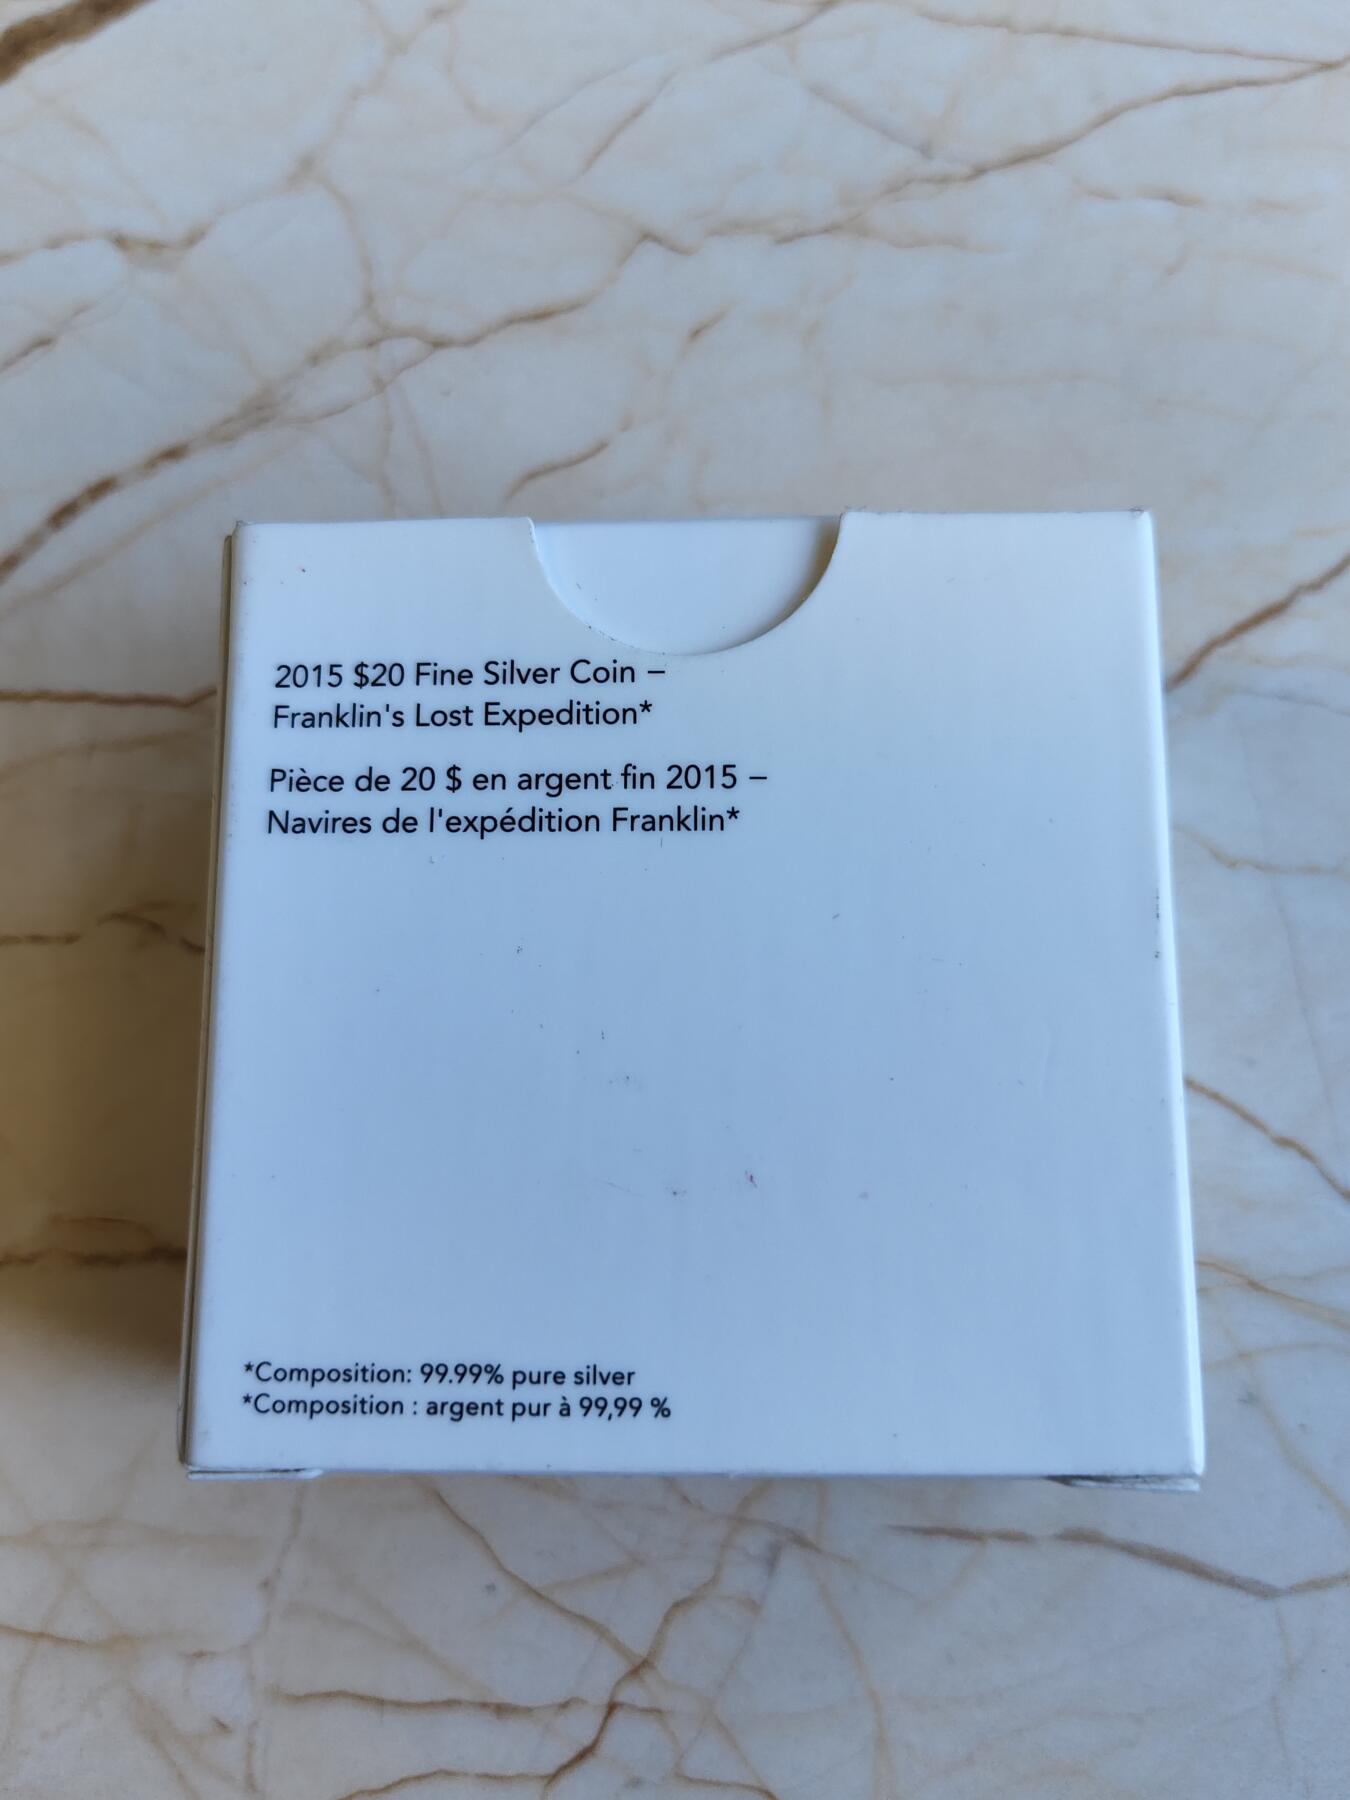 2015 $20 Fine Silver Coin –
Franklin's Lost Expedition*
Pièce de 20 $ en argent fin 2015 –
Navires de l'expédition Franklin*
*Composition: 99.99% pure silver
*Composition : argent pur à 99,99 %